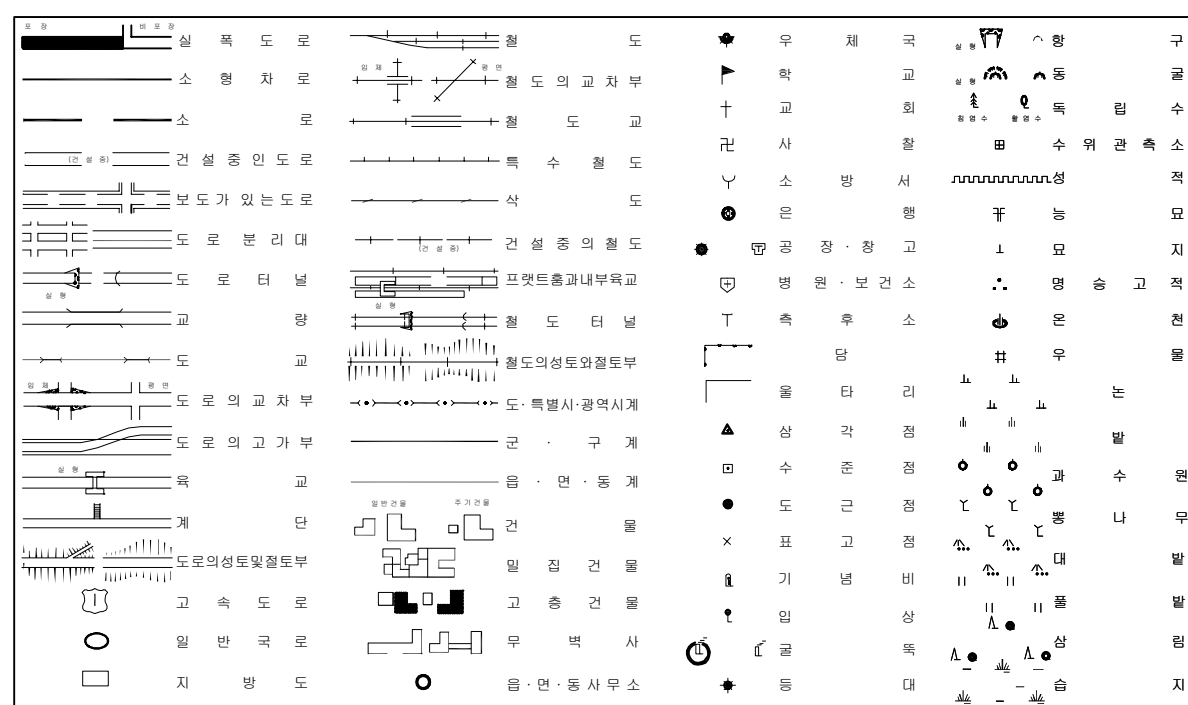 포 장 비 포 장
실 폭 도 로
소 형 차 로
소 로
(건 설 중)
건 설 중 인 도 로
보 도 가 있 는 도 로
도 로 분 리 대
도 로 터 널
실 형
교 량
도 교
입 체 평 면
도 로 의 교 차 부
도 로 의 고 가 부
실 형
육 교
계 단
도로의성토및절토부
고 속 도 로
일 반 국 로
지 방 도
철 도
입 체 평 면
철 도 의 교 차 부
철 도 교
특 수 철 도
삭 도
(건 설 중)
건 설 중 의 철 도
프랫트홈과내부육교
실 형
철 도 터 널
철도의성토와절토부
도·특별시·광역시계
군 · 구 계
읍 · 면 · 동 계
일반건물 주기건물
건 물
밀 집 건 물
고 층 건 물
무 벽 사
읍·면·동사무소
우 체 국
학 교
교 회
사 찰
소 방 서
은 행
공 장 · 창 고
병 원 · 보 건 소
측 후 소
담
울 타 리
삼 각 점
수 준 점
도 근 점
표 고 점
기 념 비
입 상
굴 뚝
등 대
실 형
항 구
실 형
동 굴
침엽수 활엽수
독 립 수
수 위 관 측 소
성 적
능 묘
묘 지
명 승 고 적
온 천
우 물
논
밭
과 수 원
뽕 나 무
대 밭
풀 밭
삼 림
습 지